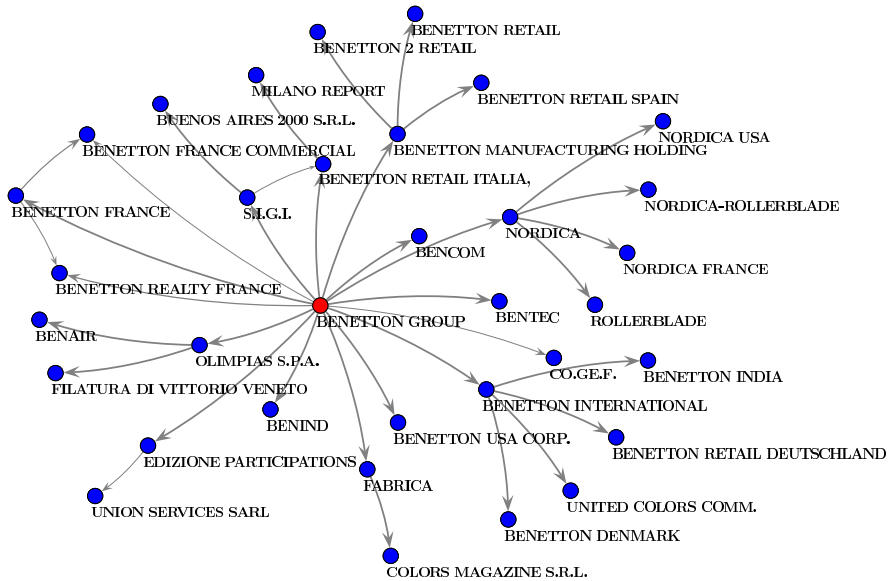 BENETTON RETAIL
BENETTON 2 RETAIL
MILANO REPORT
BENETTON RETAIL SPAIN
BUENOS AIRES 2000 S.R.L.
NORDICA USA
BENETTON FRANCE COMMERCIAL
BENETTON MANUFACTURING HOLDING
BENETTON RETAIL ITALIA,
NORDICA-ROLLERBLADE
BENETTON FRANCE
S.I.G.I.
NORDICA
BENCOM
NORDICA FRANCE
BENETTON REALTY FRANCE
BENTEC
BENETTON GROUP
ROLLERBLADE
BENAIR
OLIMPIAS S.P.A.
CO.GE.F.
BENETTON INDIA
FILATURA DI VITTORIO VENETO
BENETTON INTERNATIONAL
BENIND
BENETTON USA CORP.
BENETTON RETAIL DEUTSCHLAND
EDIZIONE PARTICIPATIONS
FABRICA
UNITED COLORS COMM.
UNION SERVICES SARL
BENETTON DENMARK
COLORS MAGAZINE S.R.L.